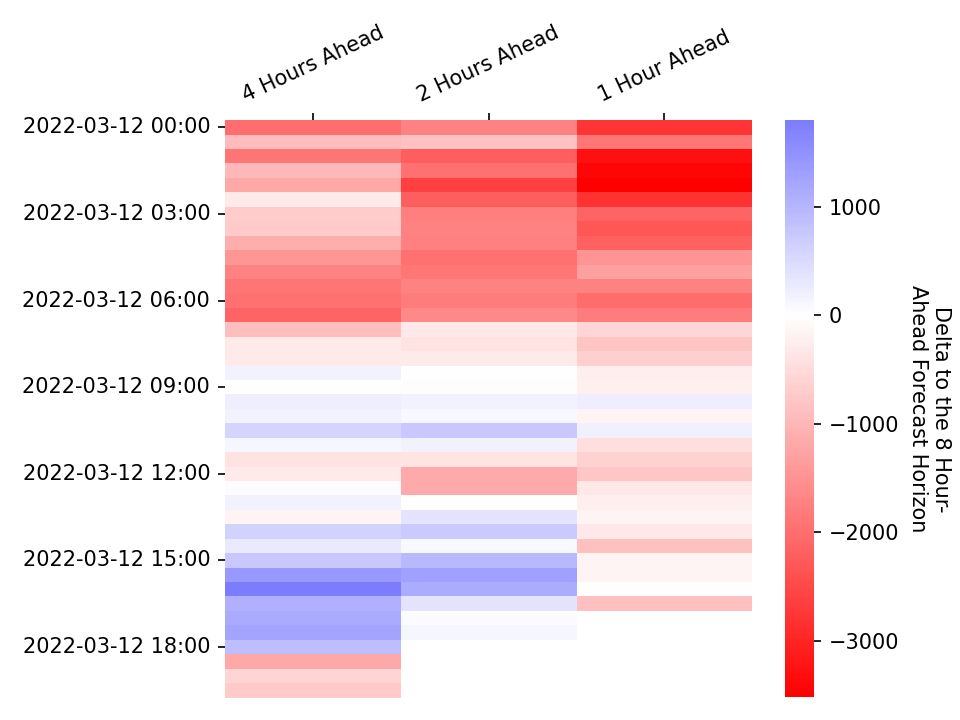 4 Hours Ahead
2 Hours Ahead
1 Hour Ahead
2022-03-12 00:00
2022-03-12 03:00
2022-03-12 06:00
2022-03-12 09:00
2022-03-12 12:00
2022-03-12 15:00
2022-03-12 18:00
1000
0
−1000
−2000
−3000
Delta to the 8 Hour-
Ahead Forecast Horizon